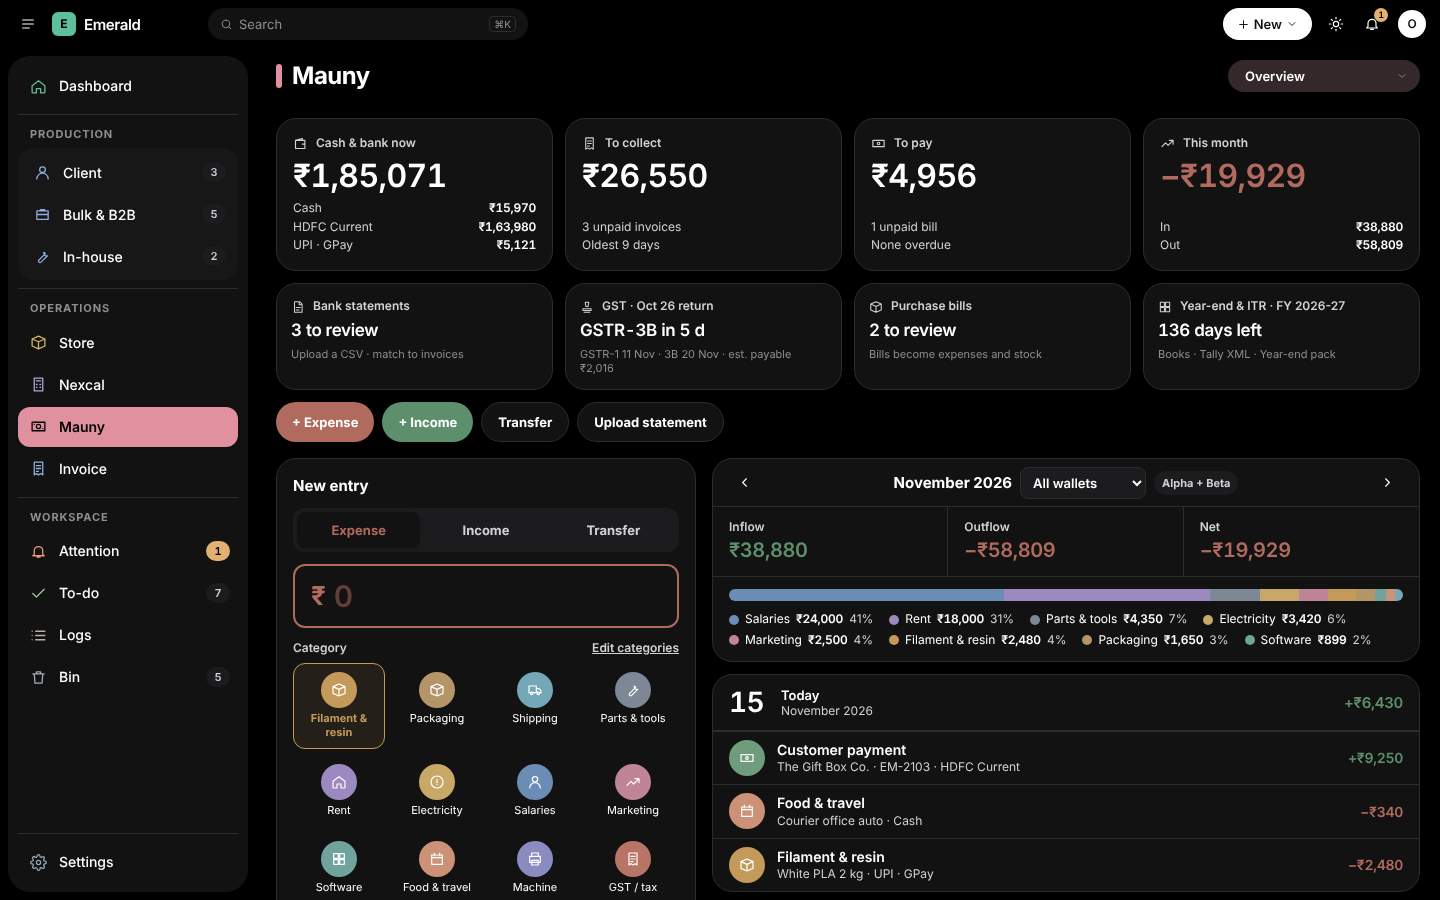 E Emerald
Search ⌘K
+ New
1
O
Dashboard
PRODUCTION
Client 3
Bulk & B2B 5
In-house 2
OPERATIONS
Store
Nexcal
Mauny
Invoice
WORKSPACE
Attention 1
To-do 7
Logs
Bin 5
Settings
Mauny
Overview
Cash & bank now
₹1,85,071
Cash ₹15,970
HDFC Current ₹1,63,980
UPI · GPay ₹5,121
To collect
₹26,550
3 unpaid invoices
Oldest 9 days
To pay
₹4,956
1 unpaid bill
None overdue
This month
−₹19,929
In ₹38,880
Out ₹58,809
Bank statements
3 to review
Upload a CSV · match to invoices
GST · Oct 26 return
GSTR-3B in 5 d
GSTR-1 11 Nov · 3B 20 Nov · est. payable
₹2,016
Purchase bills
2 to review
Bills become expenses and stock
Year-end & ITR · FY 2026-27
136 days left
Books · Tally XML · Year-end pack
+ Expense
+ Income
Transfer
Upload statement
New entry
Expense Income Transfer
₹ 0
Category Edit categories
Filament &
resin
Packaging
Shipping
Parts & tools
Rent
Electricity
Salaries
Marketing
Software
Food & travel
Machine
GST / tax
November 2026 All wallets Alpha + Beta
Inflow
₹38,880
Outflow
−₹58,809
Net
−₹19,929
Salaries ₹24,000 41% Rent ₹18,000 31% Parts & tools ₹4,350 7% Electricity ₹3,420 6%
Marketing ₹2,500 4% Filament & resin ₹2,480 4% Packaging ₹1,650 3% Software ₹899 2%
15 Today
November 2026
+₹6,430
Customer payment
The Gift Box Co. · EM-2103 · HDFC Current
+₹9,250
Food & travel
Courier office auto · Cash
−₹340
Filament & resin
White PLA 2 kg · UPI · GPay
−₹2,480